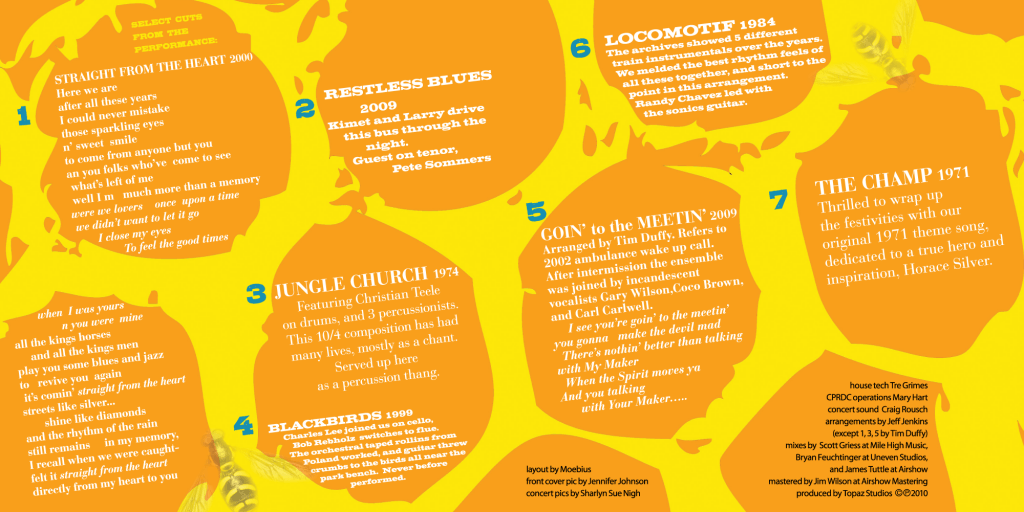 SELECT CUTS
FROM THE
PERFORMANCE:
1
STRAIGHT FROM THE HEART 2000
Here we are
after all these years
I could never mistake
those sparkling eyes
n' sweet smile
to come from anyone but you
an you folks who've come to see
what's left of me
well I m much more than a memory
were we lovers once upon a time
we didn't want to let it go
I close my eyes
To feel the good times
when I was yours
n you were mine
all the kings horses
and all the kings men
play you some blues and jazz
to revive you again
it's comin' straight from the heart
streets like silver...
shine like diamonds
and the rhythm of the rain
still remains in my memory,
I recall when we were caught-
felt it straight from the heart
directly from my heart to you
2
RESTLESS BLUES
2009
Kimet and Larry drive
this bus through the
night.
Guest on tenor,
Pete Sommers
3
JUNGLE CHURCH 1974
Featuring Christian Teele
on drums, and 3 percussionists.
This 10/4 composition has had
many lives, mostly as a chant.
Served up here
as a percussion thang.
4
BLACKBIRDS 1999
Charles Lee joined us on cello,
Bob Rebholz switches to flue.
The orchestral taped rollins from
Poland worked, and guitar threw
crumbs to the birds all near the
park bench. Never before
performed.
5
GOIN' to the MEETIN' 2009
Arranged by Tim Duffy. Refers to
2002 ambulance wake up call.
After intermission the ensemble
was joined by incandescent
vocalists Gary Wilson,Coco Brown,
and Carl Carlwell.
I see you're goin' to the meetin'
you gonna make the devil mad
There's nothin' better than talking
with My Maker
When the Spirit moves ya
And you talking
with Your Maker.....
6
LOCOMOTIF 1984
The archives showed 5 different
train instrumentals over the years.
We melded the best rhythm feels of
all these together, and short to the
point in this arrangement.
Randy Chavez led with
the sonics guitar.
7
THE CHAMP 1971
Thrilled to wrap up
the festivities with our
original 1971 theme song,
dedicated to a true hero and
inspiration, Horace Silver.
layout by Moebius
front cover pic by Jennifer Johnson
concert pics by Sharlyn Sue Nigh
house tech Tre Grimes
CPRDC operations Mary Hart
concert sound Craig Rousch
arrangements by Jeff Jenkins
(except 1, 3, 5 by Tim Duffy)
mixes by Scott Griess at Mile High Music,
Bryan Feuchtinger at Uneven Studios,
and James Tuttle at Airshow
mastered by Jim Wilson at Airshow Mastering
produced by Topaz Studios ©℗2010